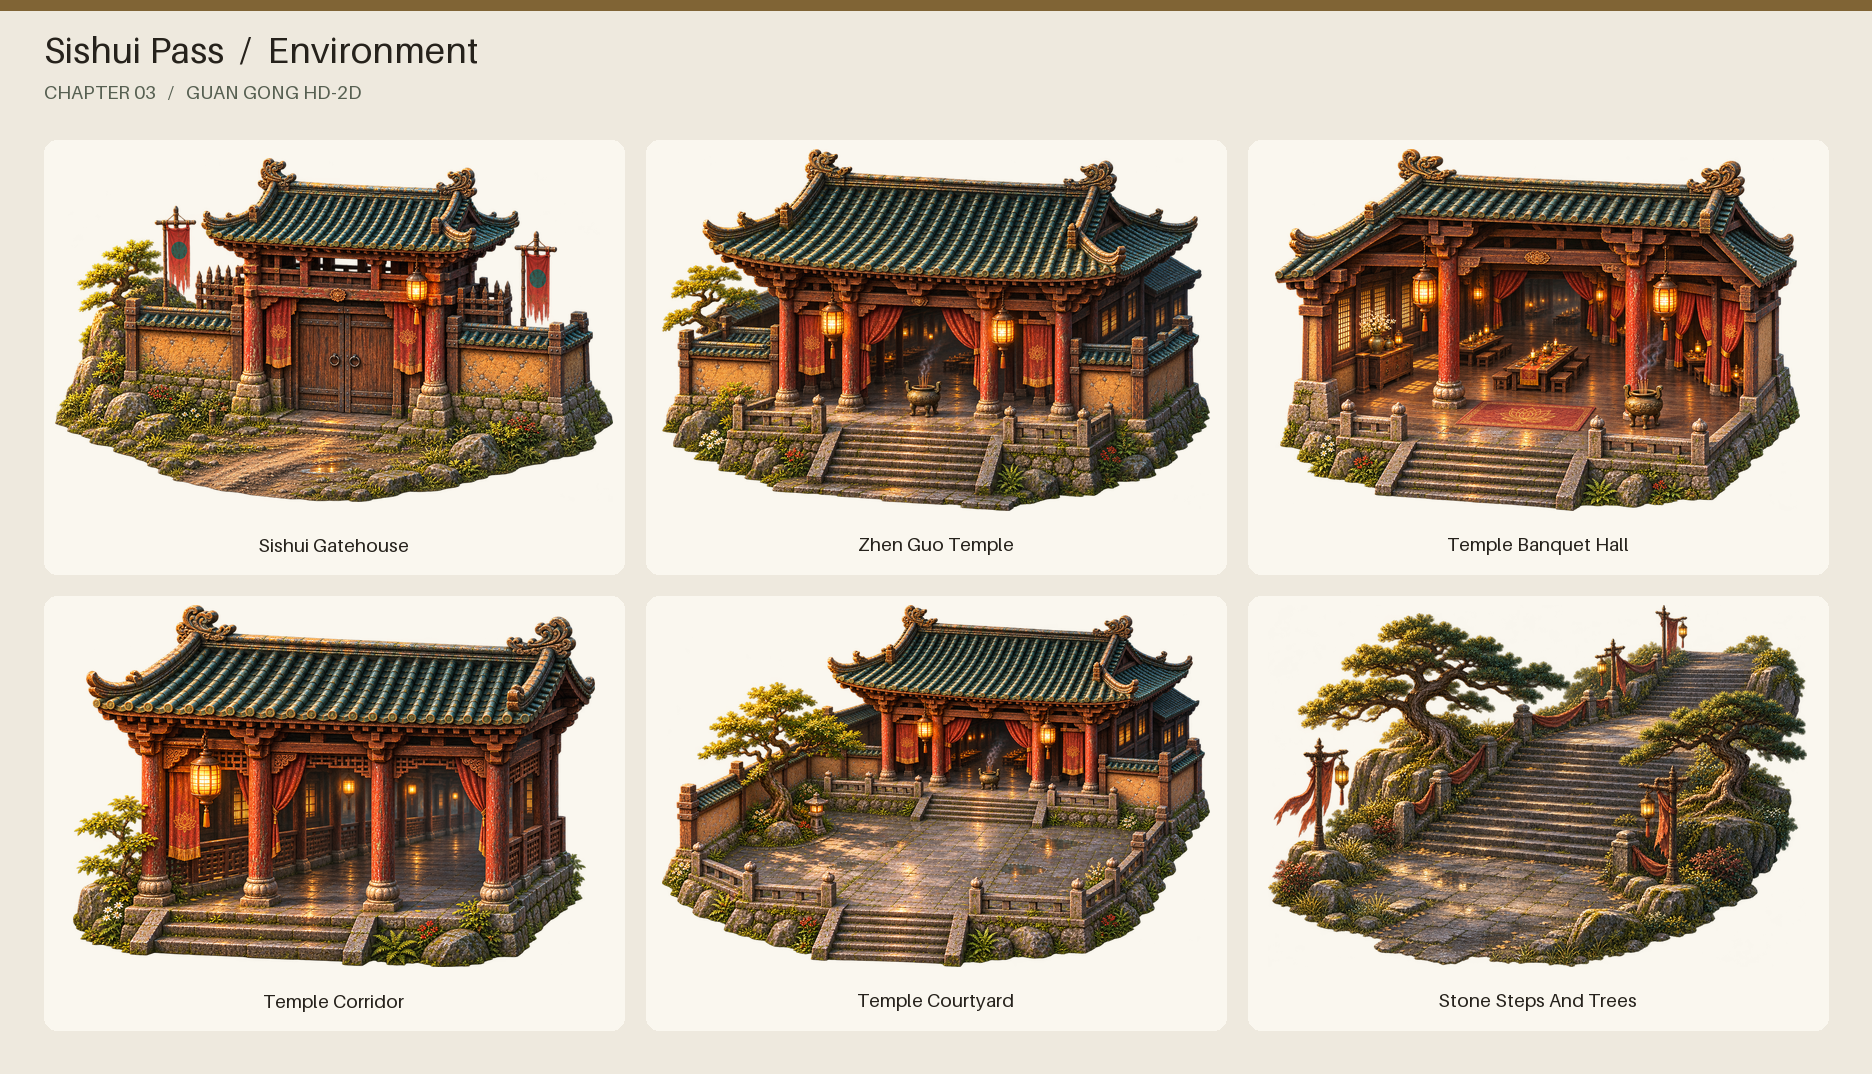 Sishui Pass / Environment
CHAPTER 03 / GUAN GONG HD-2D
Sishui Gatehouse
Zhen Guo Temple
Temple Banquet Hall
Temple Corridor
Temple Courtyard
Stone Steps And Trees